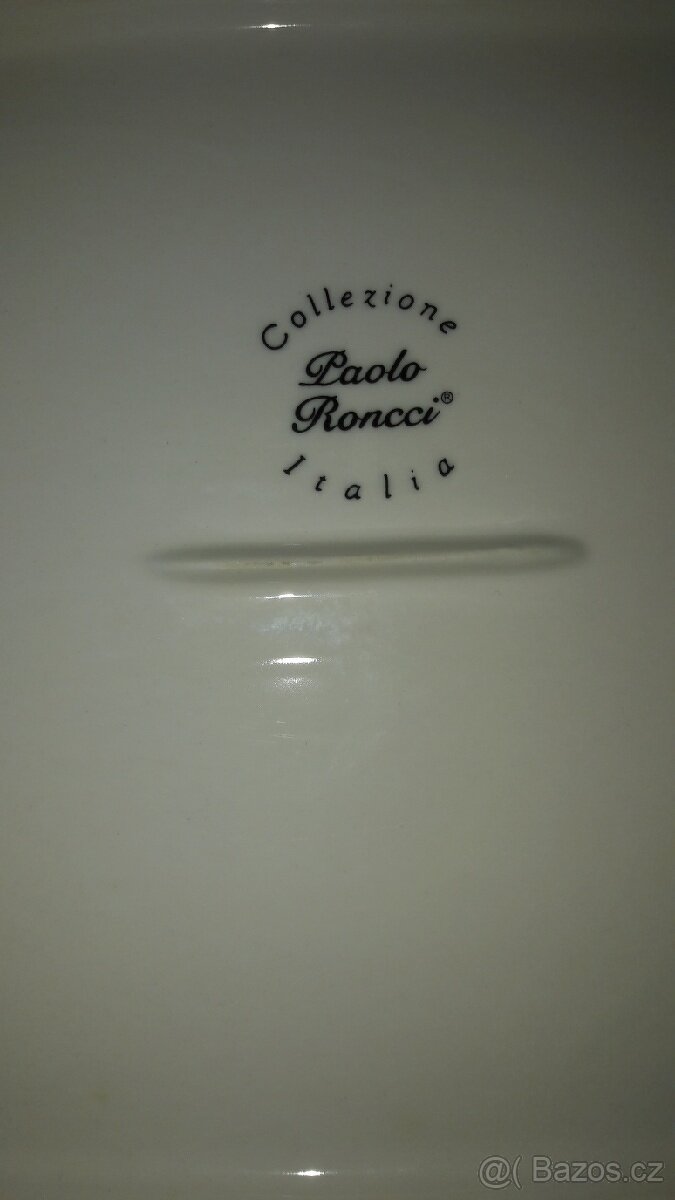 Collezione
Paolo
Roncci®
Italia
@( Bazos.cz